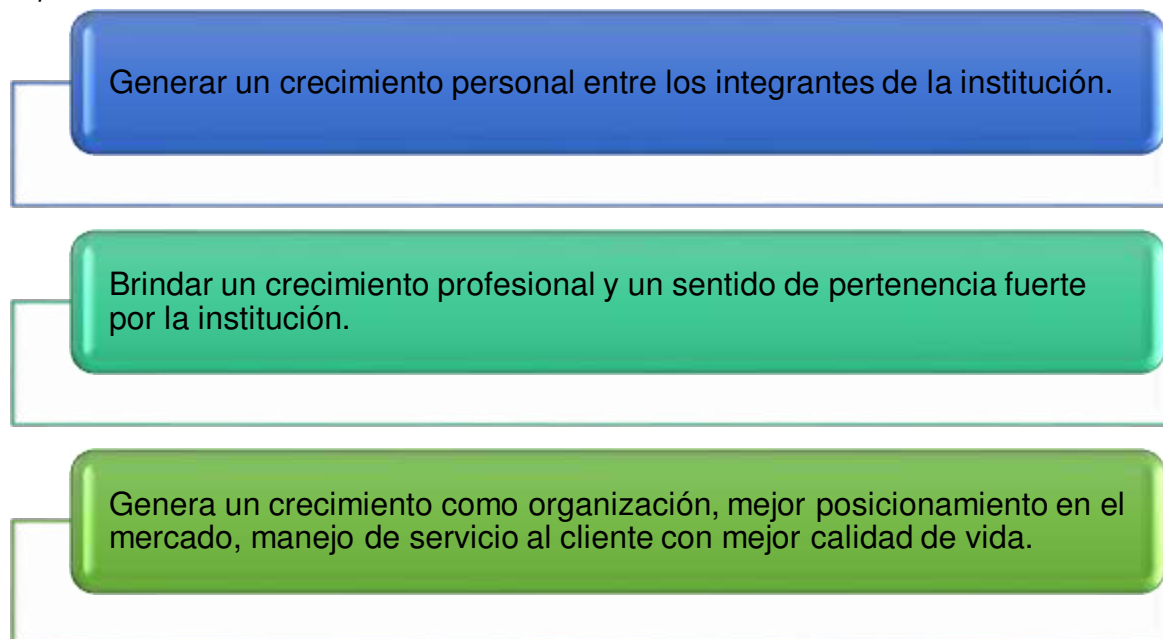 Generar un crecimiento personal entre los integrantes de la institución.
Brindar un crecimiento profesional y un sentido de pertenencia fuerte
por la institución.
Genera un crecimiento como organización, mejor posicionamiento en el
mercado, manejo de servicio al cliente con mejor calidad de vida.